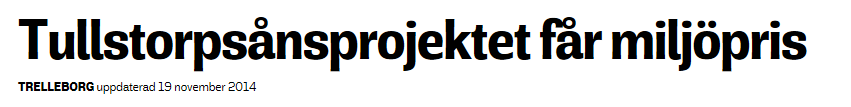 Tullstorpsånsprojektet får miljöpris
TRELLEBORG uppdaterad 19 november 2014